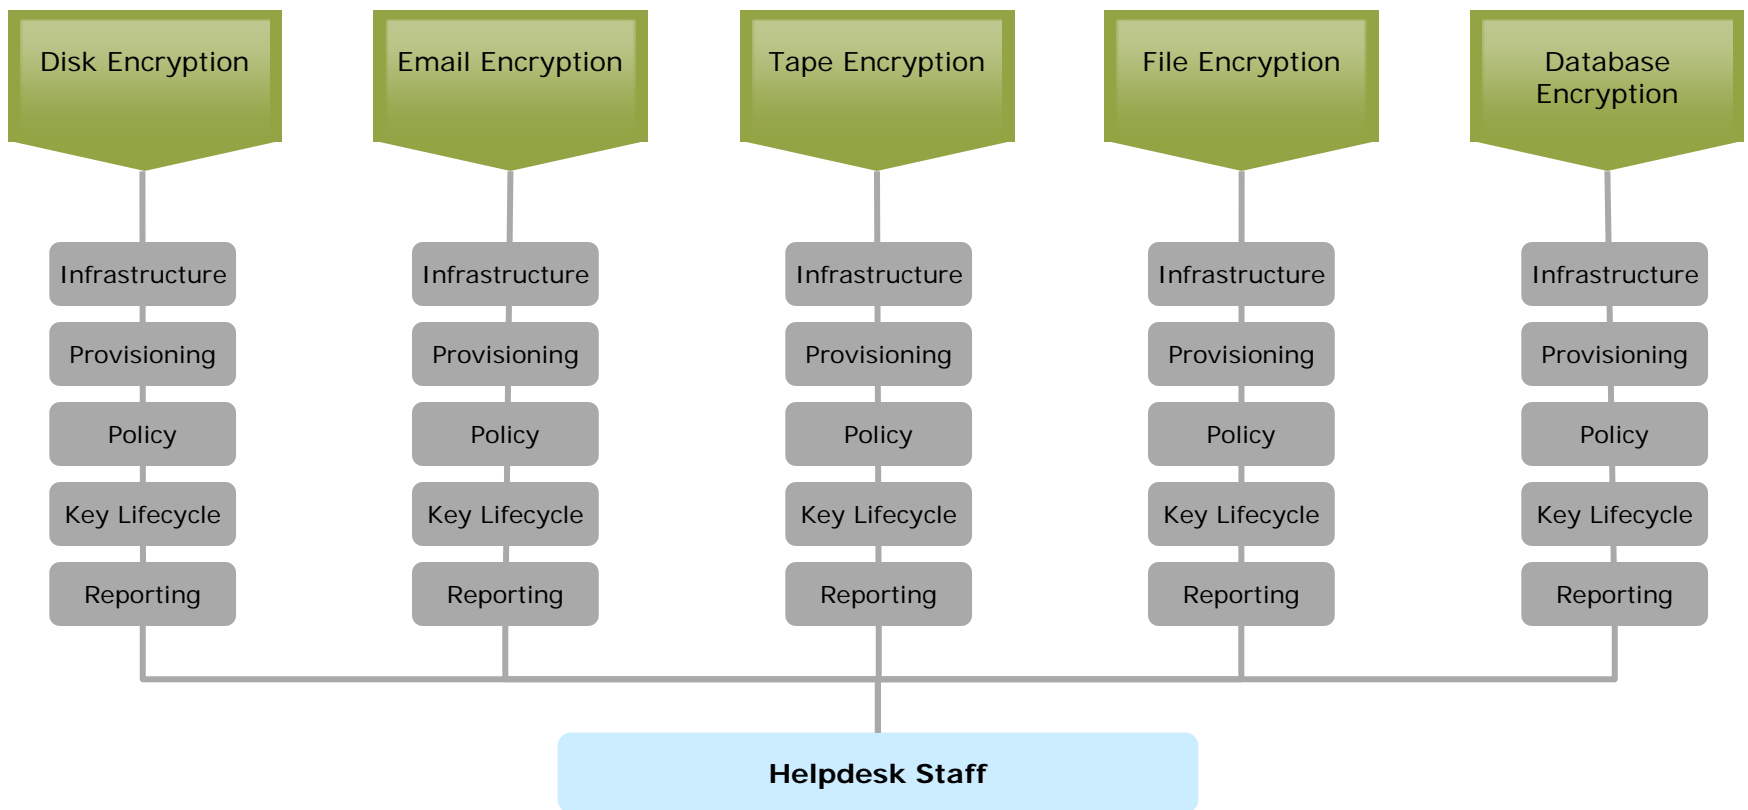 Disk Encryption
Email Encryption
Tape Encryption
File Encryption
Database
Encryption
Infrastructure
Infrastructure
Infrastructure
Infrastructure
Infrastructure
Provisioning
Provisioning
Provisioning
Provisioning
Provisioning
Policy
Policy
Policy
Policy
Policy
Key Lifecycle
Key Lifecycle
Key Lifecycle
Key Lifecycle
Key Lifecycle
Reporting
Reporting
Reporting
Reporting
Reporting
Helpdesk Staff